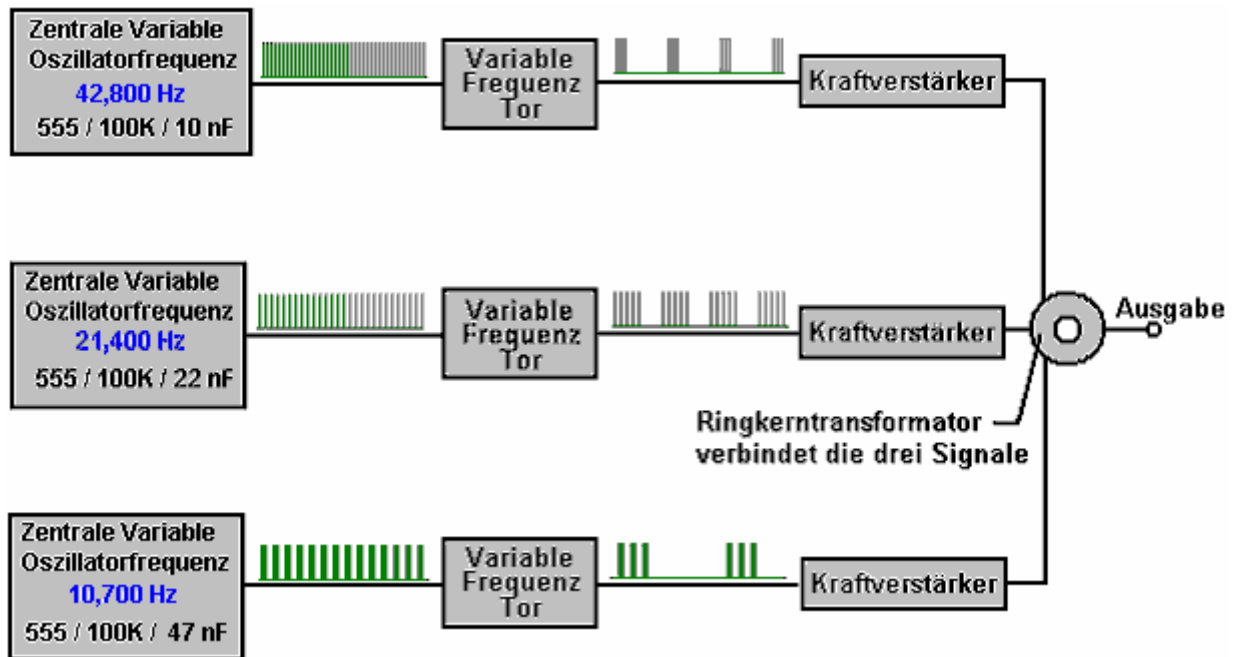 Zentrale Variable
Oszillatorfrequenz
42,800 Hz
555 / 100K / 10 nF
Variable
Frequenz
Tor
Kraftverstärker
Zentrale Variable
Oszillatorfrequenz
21,400 Hz
555 / 100K / 22 nF
Variable
Frequenz
Tor
Kraftverstärker
Ausgabe
Ringkerntransformator
verbindet die drei Signale
Zentrale Variable
Oszillatorfrequenz
10,700 Hz
555 / 100K / 47 nF
Variable
Frequenz
Tor
Kraftverstärker